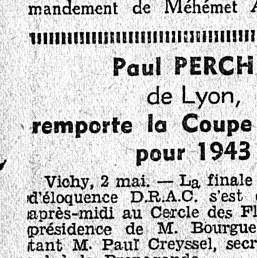 mandement de Méhémet A
Paul PERCH
de Lyon,
remporte la Coupe
pour 1943
Vichy, 2 mai. — La finale
d'éloquence D.R.A.C. s'est
après-midi au Cercle des Fl
présidence de M. Bourgue
tant M. Paul Creyssel, secr